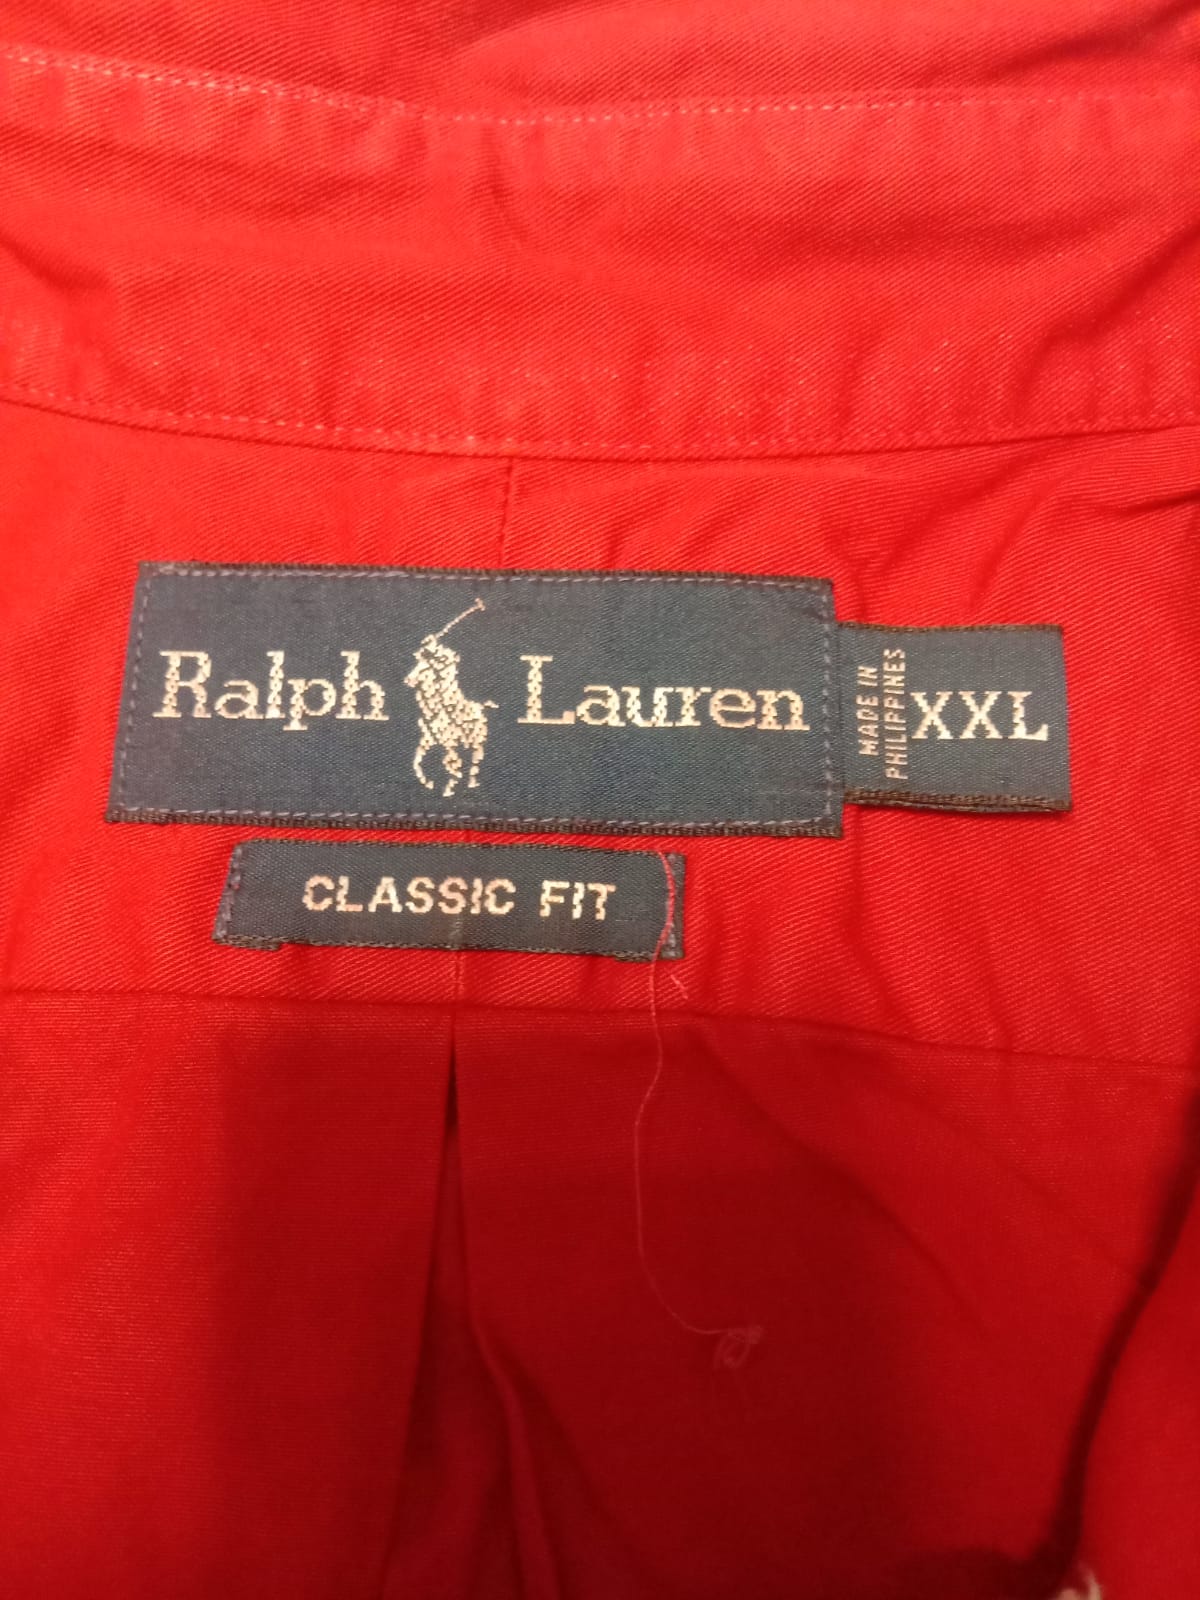 Ralph Lauren
MADE IN
PHILIPPINES
XXL
CLASSIC FIT